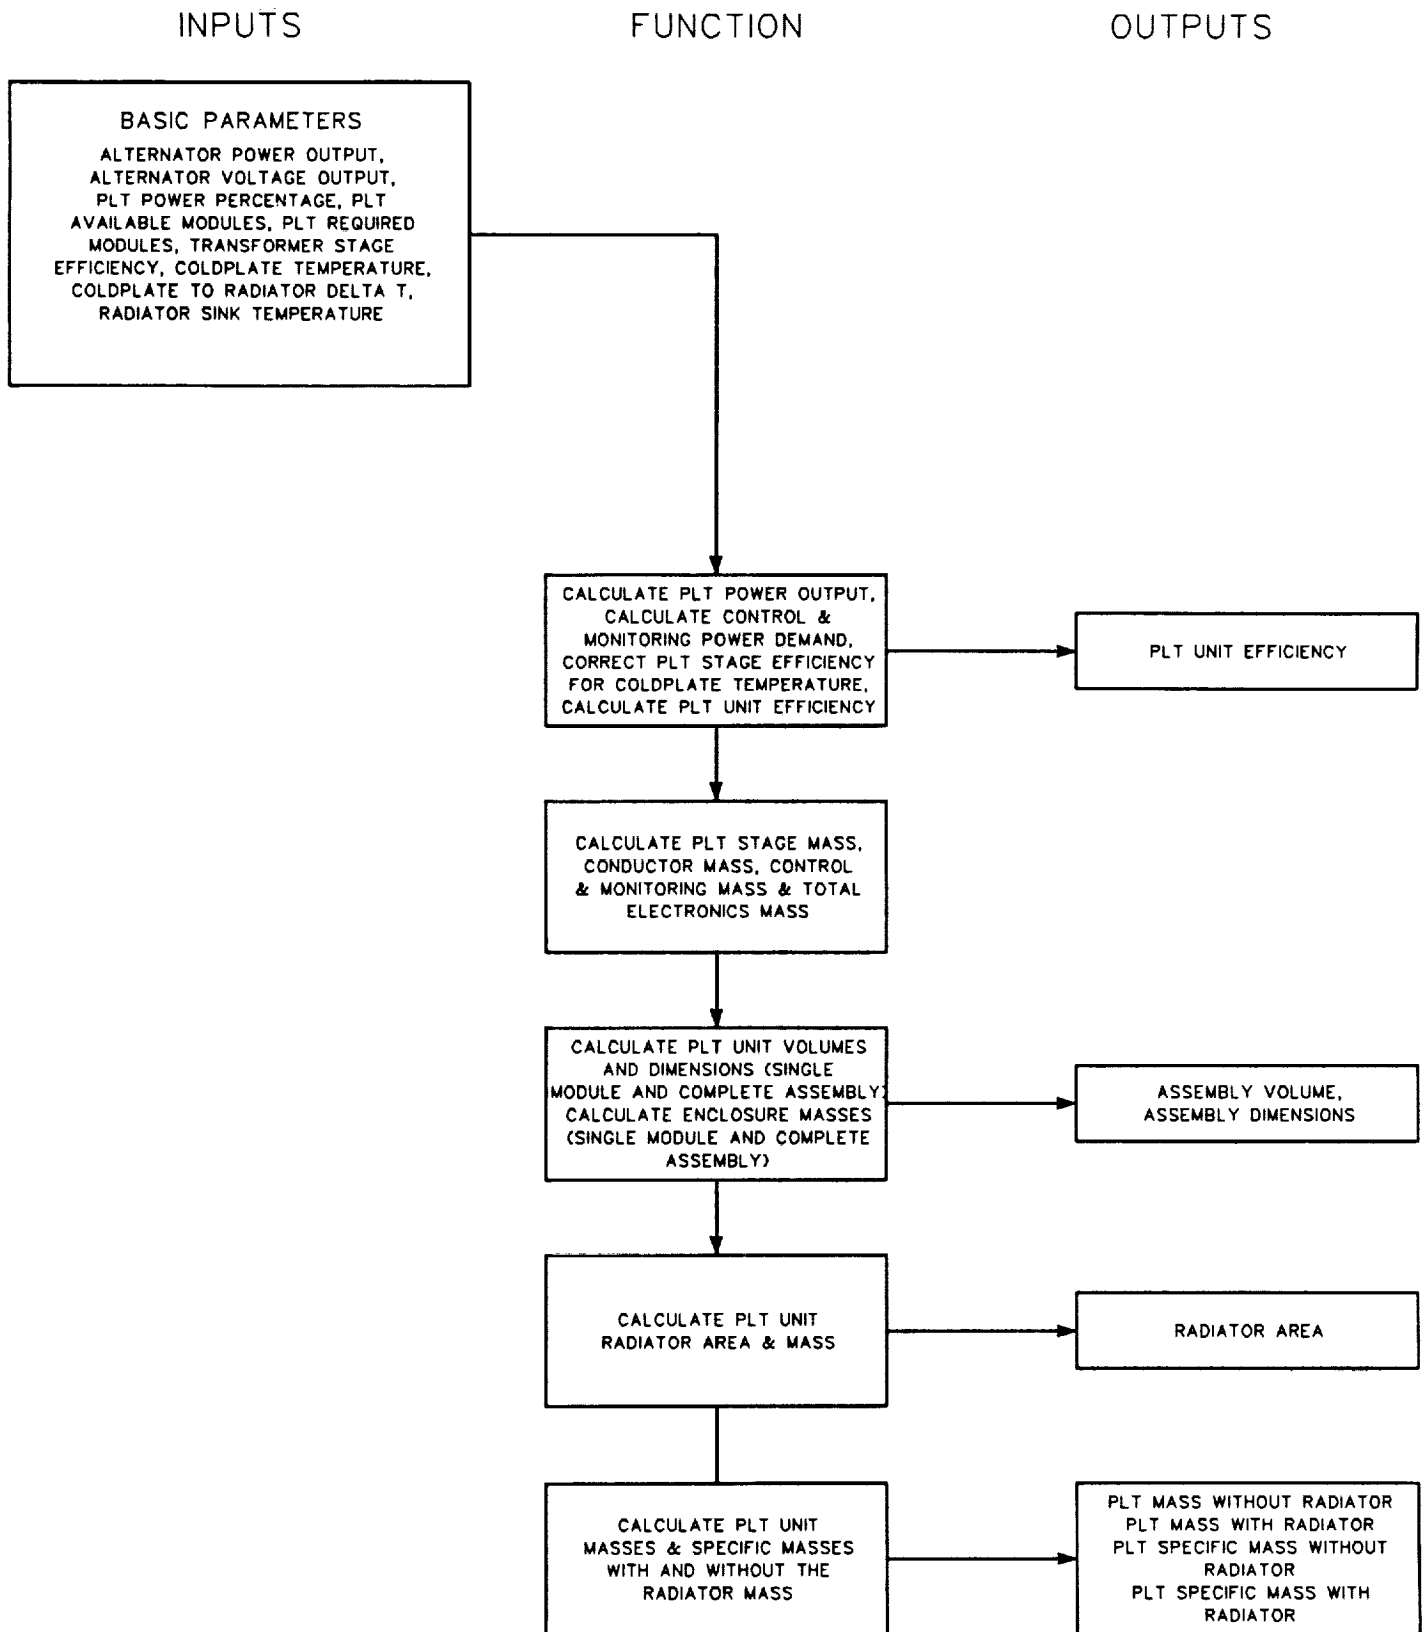 INPUTS
FUNCTION
OUTPUTS
BASIC PARAMETERS
ALTERNATOR POWER OUTPUT,
ALTERNATOR VOLTAGE OUTPUT,
PLT POWER PERCENTAGE, PLT
AVAILABLE MODULES, PLT REQUIRED
MODULES, TRANSFORMER STAGE
EFFICIENCY, COLDPLATE TEMPERATURE,
COLDPLATE TO RADIATOR DELTA T,
RADIATOR SINK TEMPERATURE
CALCULATE PLT POWER OUTPUT,
CALCULATE CONTROL &
MONITORING POWER DEMAND,
CORRECT PLT STAGE EFFICIENCY
FOR COLDPLATE TEMPERATURE,
CALCULATE PLT UNIT EFFICIENCY
PLT UNIT EFFICIENCY
CALCULATE PLT STAGE MASS,
CONDUCTOR MASS, CONTROL
& MONITORING MASS & TOTAL
ELECTRONICS MASS
CALCULATE PLT UNIT VOLUMES
AND DIMENSIONS (SINGLE
MODULE AND COMPLETE ASSEMBLY)
CALCULATE ENCLOSURE MASSES
(SINGLE MODULE AND COMPLETE
ASSEMBLY)
ASSEMBLY VOLUME,
ASSEMBLY DIMENSIONS
CALCULATE PLT UNIT
RADIATOR AREA & MASS
RADIATOR AREA
CALCULATE PLT UNIT
MASSES & SPECIFIC MASSES
WITH AND WITHOUT THE
RADIATOR MASS
PLT MASS WITHOUT RADIATOR
PLT MASS WITH RADIATOR
PLT SPECIFIC MASS WITHOUT
RADIATOR
PLT SPECIFIC MASS WITH
RADIATOR